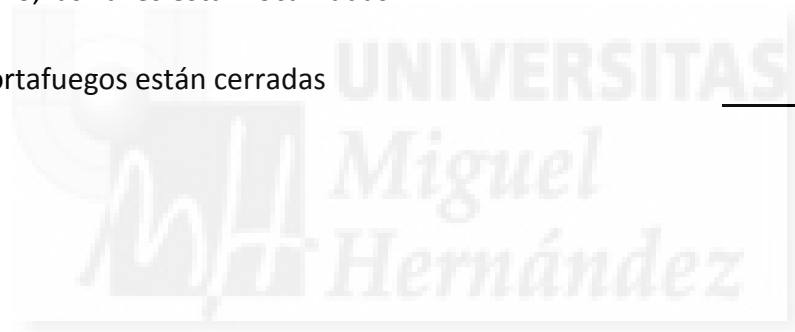 ortafuegos están cerradas
UNIVERSITAS
Miguel
Hernández